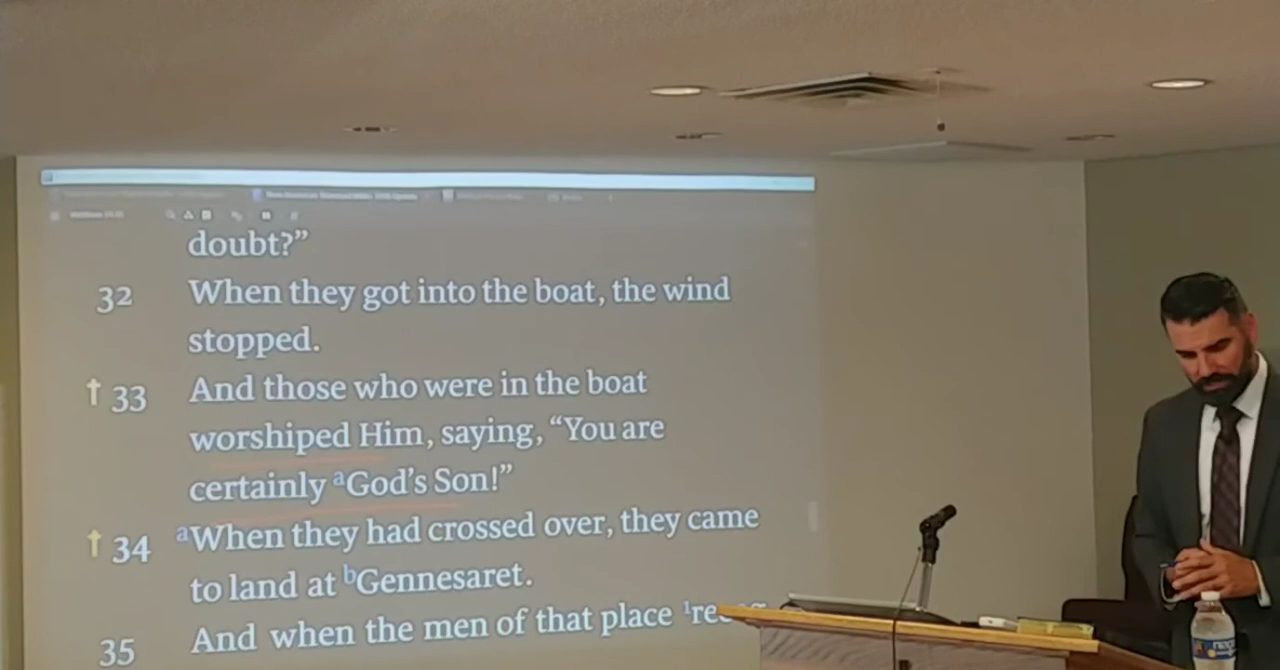 doubt?”
32 When they got into the boat, the wind
stopped.
† 33 And those who were in the boat
worshiped Him, saying, “You are
certainly ᵃGod’s Son!”
† 34 ᵃWhen they had crossed over, they came
to land at ᵇGennesaret.
35 And when the men of that place